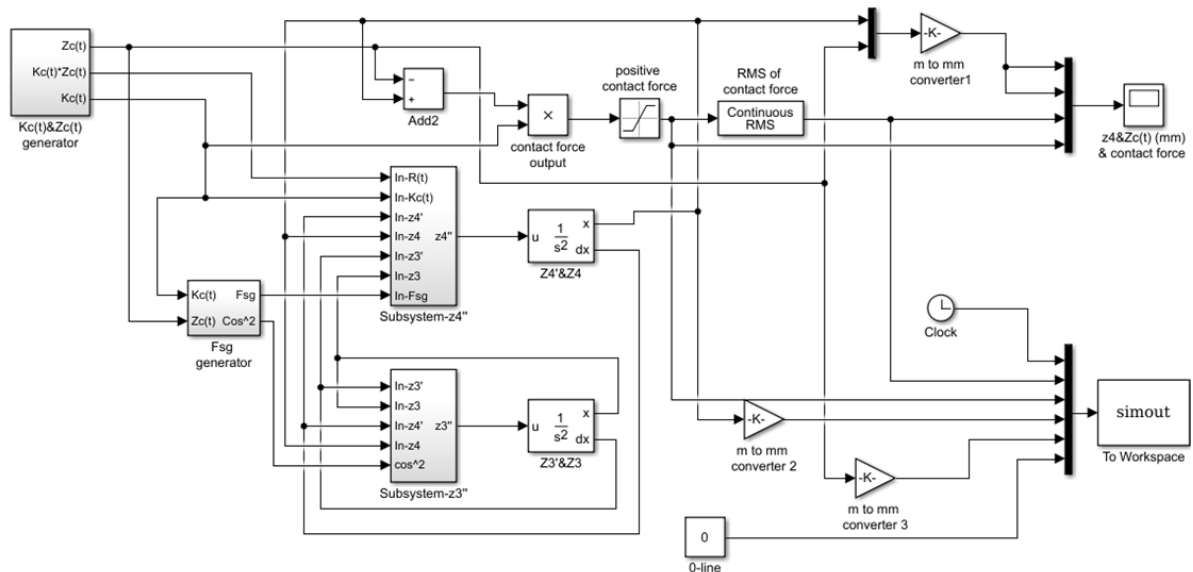 Zc(t)
Kc(t)*Zc(t)
Kc(t)
Kc(t)&Zc(t)
generator
−
+
Add2
×
contact force
output
positive
contact force
RMS of
contact force
Continuous
RMS
-K-
m to mm
converter1
z4&Zc(t) (mm)
& contact force
In-R(t)
In-Kc(t)
In-z4'
In-z4
In-z3'
In-z3
In-Fsg
z4''
Subsystem-z4''
u
1
s2
x
dx
Z4'&Z4
Kc(t)
Fsg
Zc(t)
Cos^2
Fsg
generator
In-z3'
In-z3
In-z4'
In-z4
cos^2
z3''
Subsystem-z3''
u
1
s2
x
dx
Z3'&Z3
Clock
-K-
m to mm
converter 2
-K-
m to mm
converter 3
0
0-line
simout
To Workspace